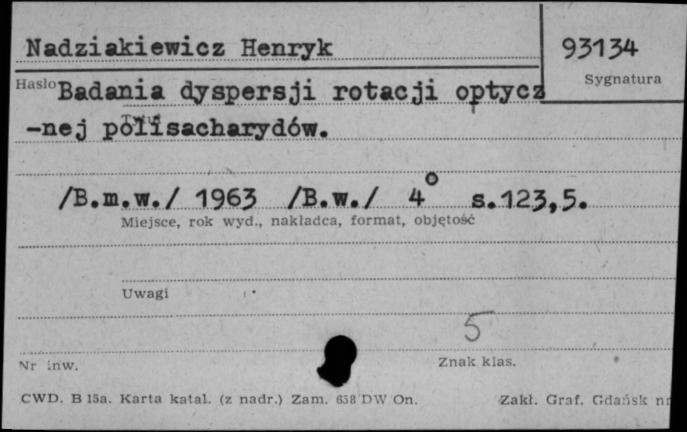 Nadziakiewicz Henryk
93134
Sygnatura
Hasło Badania dyspersji rotacji optycz
-nej polisacharydów.
/B.m.w./ 1963 /B.w./ 4° s.123,5.
Miejsce, rok wyd., nakładca, format, objętość
Uwagi
5
Nr inw.
Znak klas.
CWD. B 15a. Karta katal. (z nadr.) Zam. 658 DW On.
Zakł. Graf. Gdańsk nr